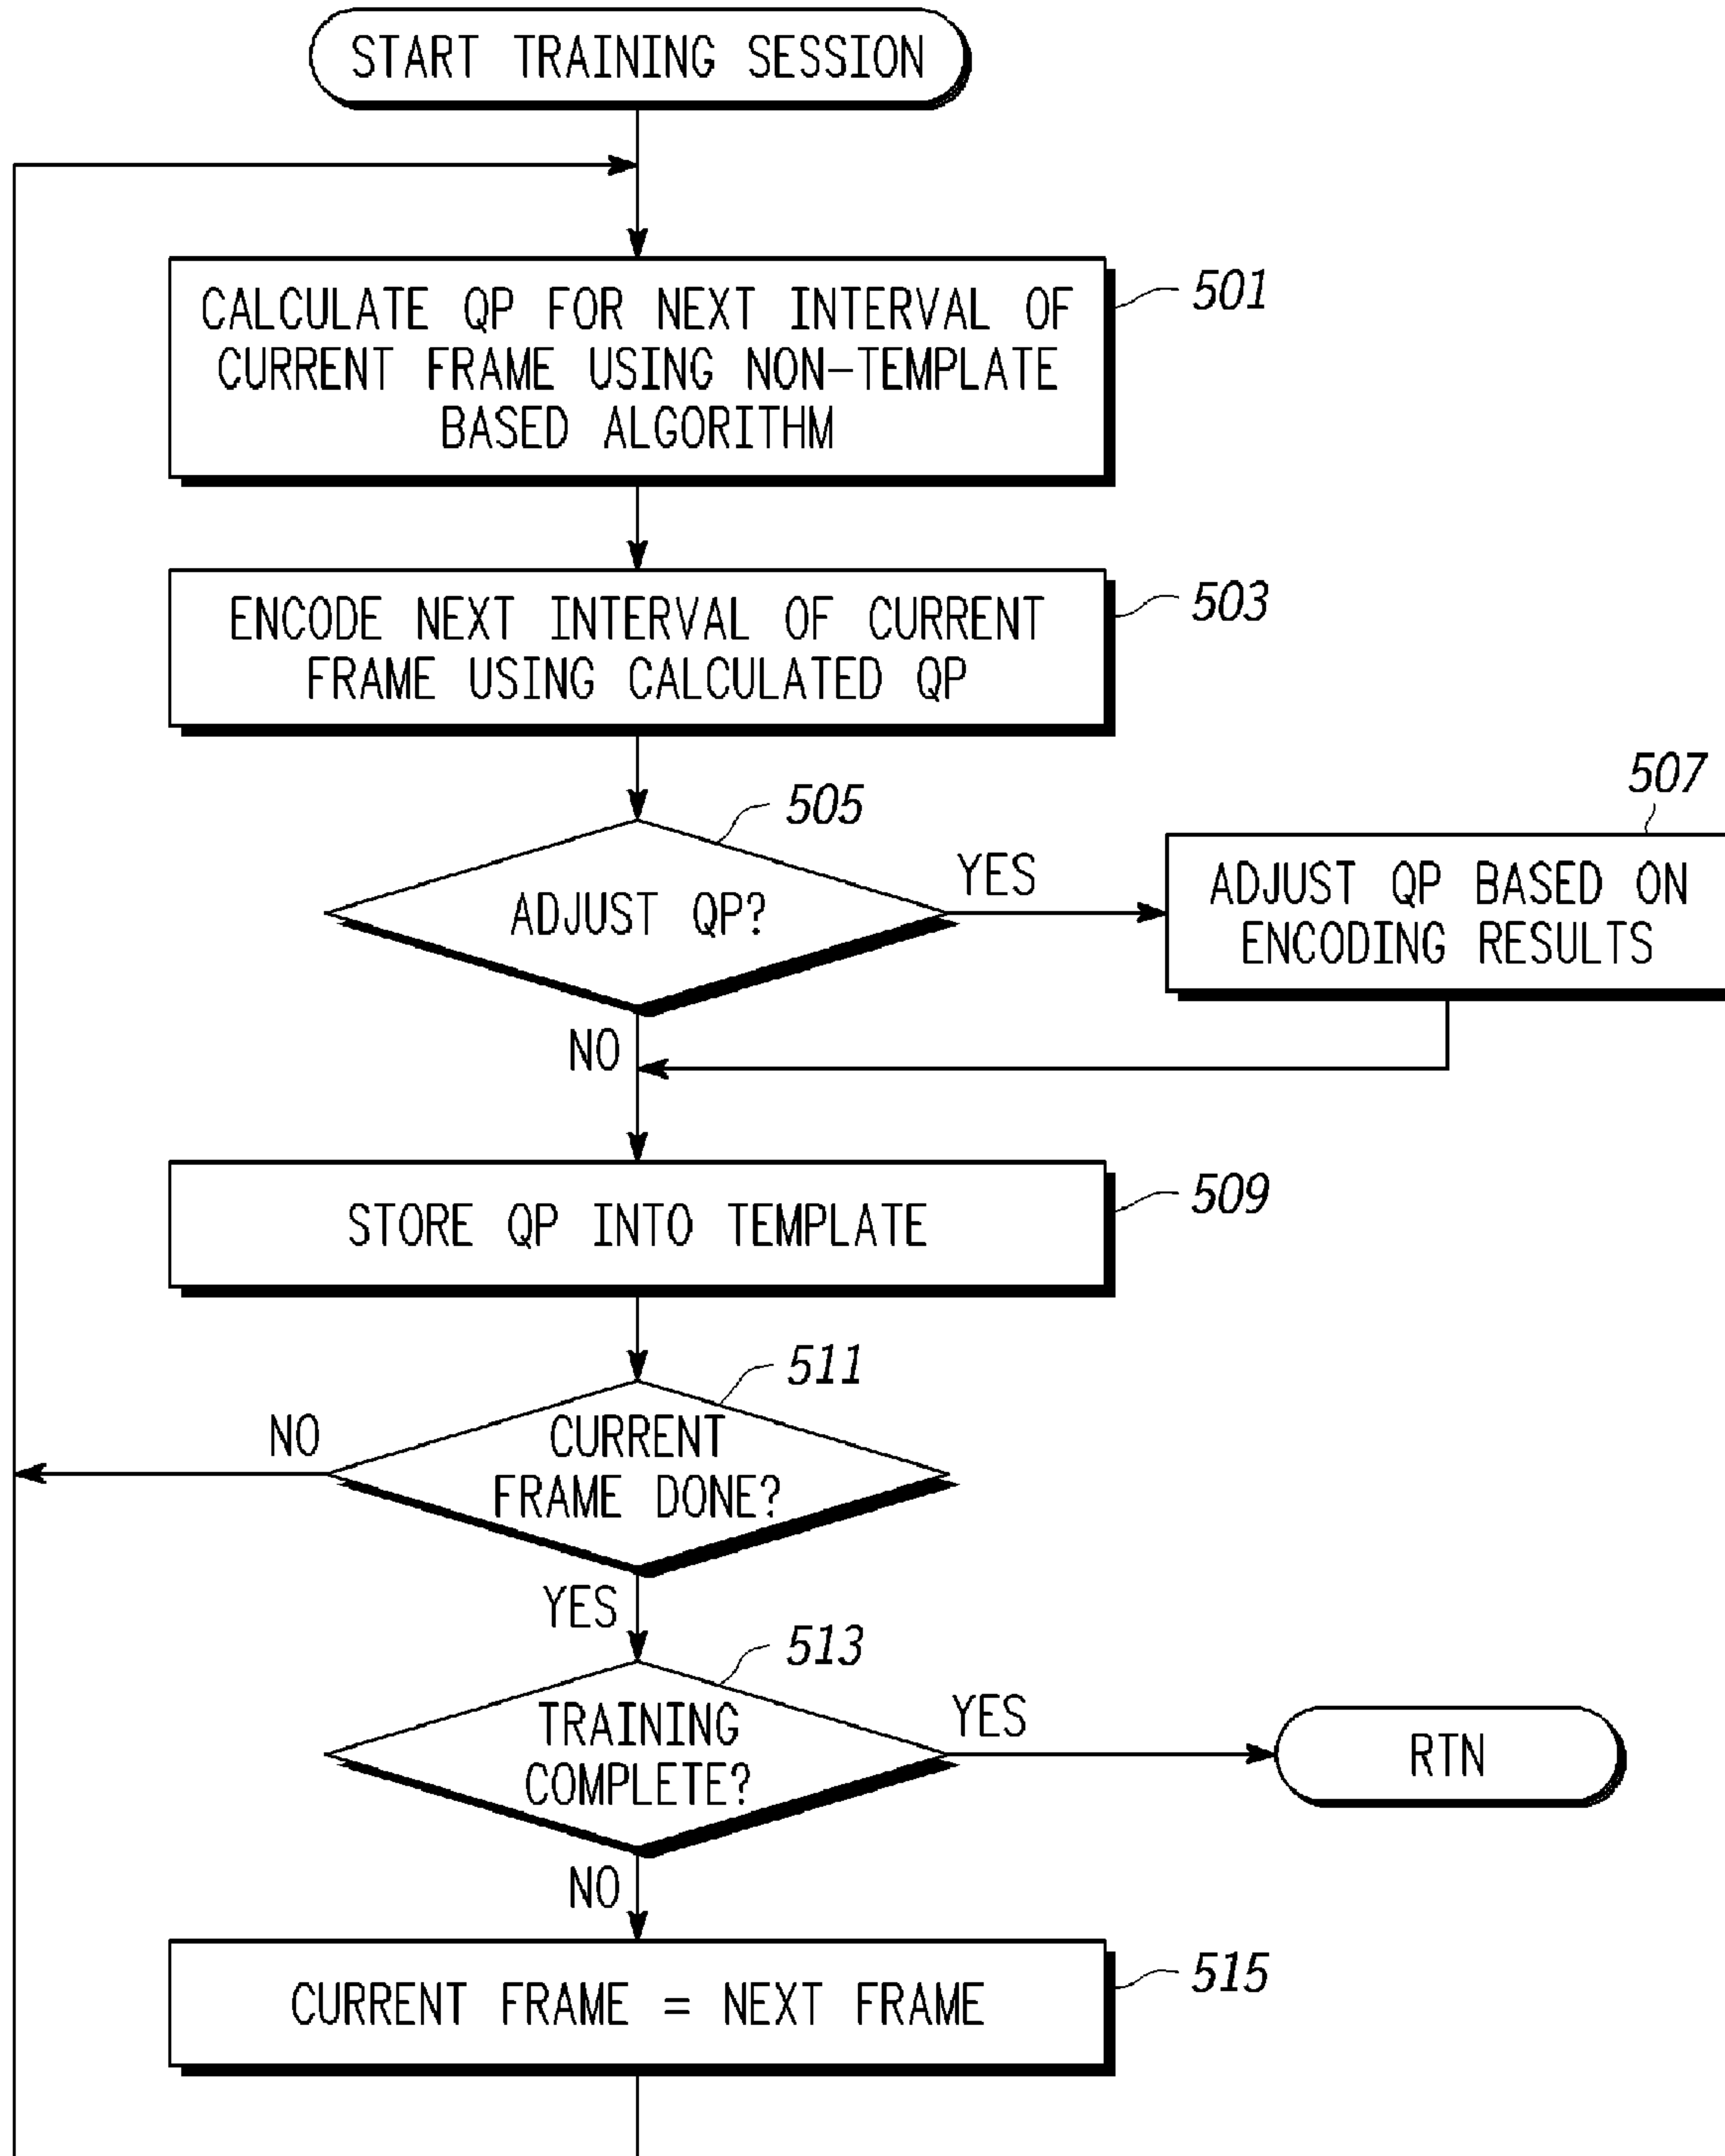 START TRAINING SESSION
CALCULATE QP FOR NEXT INTERVAL OF
CURRENT FRAME USING NON-TEMPLATE
BASED ALGORITHM
501
ENCODE NEXT INTERVAL OF CURRENT
FRAME USING CALCULATED QP
503
505
ADJUST QP?
YES
507
ADJUST QP BASED ON
ENCODING RESULTS
NO
STORE QP INTO TEMPLATE
509
511
NO
CURRENT
FRAME DONE?
YES
513
TRAINING
COMPLETE?
YES
RTN
NO
CURRENT FRAME = NEXT FRAME
515